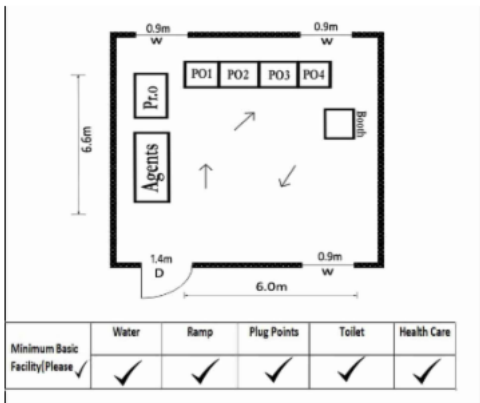 0.9m
W
0.9m
W
PO1 PO2 PO3 PO4
Pr.o
Booth
6.6m
Agents
1.4m
D
0.9m
W
6.0m
Minimum Basic
Facility(Please ✓
Water Ramp Plug Points Toilet Health Care
✓ ✓ ✓ ✓ ✓